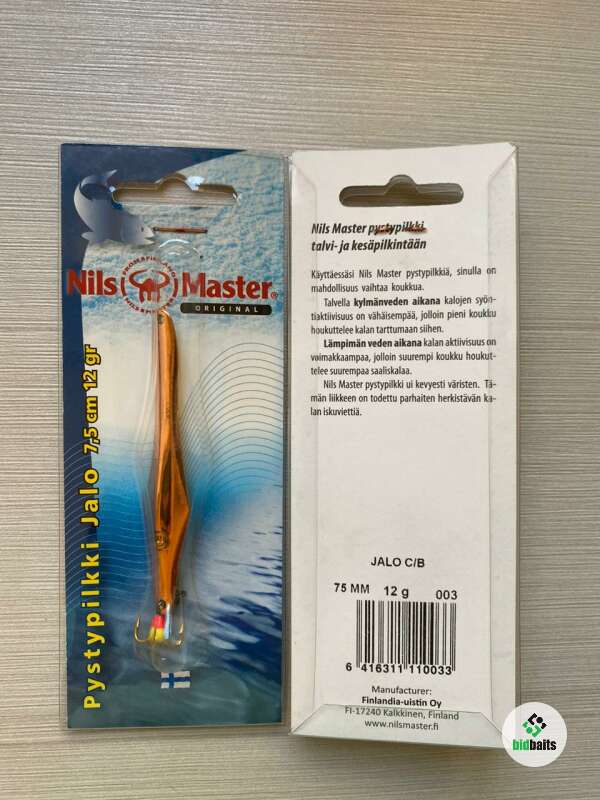 Nils Master®
ORIGINAL
Pystypilkki Jalo 7,5 cm 12 gr
Nils Master pystypilkki
talvi- ja kesäpilkintään
Käyttäessäsi Nils Master pystypilkkiä, sinulla on
mahdollisuus vaihtaa koukkua.
Talvella kylmänveden aikana kalojen syön-
tiaktiivisuus on vähäisempää, jolloin pieni koukku
houkuttelee kalan tarttumaan siihen.
Lämpimän veden aikana kalan aktiivisuus on
voimakkaampaa, jolloin suurempi koukku houkut-
telee suurempaa saaliskalaa.
Nils Master pystypilkki ui kevyesti väristen. Tä-
män liikkeen on todettu parhaiten herkistävän ka-
lan iskuviettiä.
JALO C/B
75 MM 12 g 003
6 416311 110033
Manufacturer:
Finlandia-uistin Oy
FI-17240 Kalkkinen, Finland
www.nilsmaster.fi
bidbaits